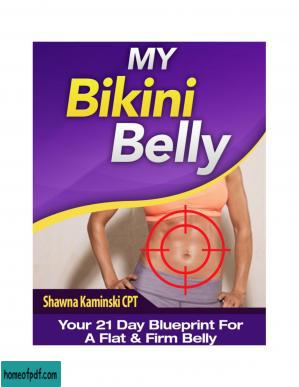 MY
Bikini
Belly
Shawna Kaminski CPT
Your 21 Day Blueprint For
A Flat & Firm Belly
homeofpdf.com